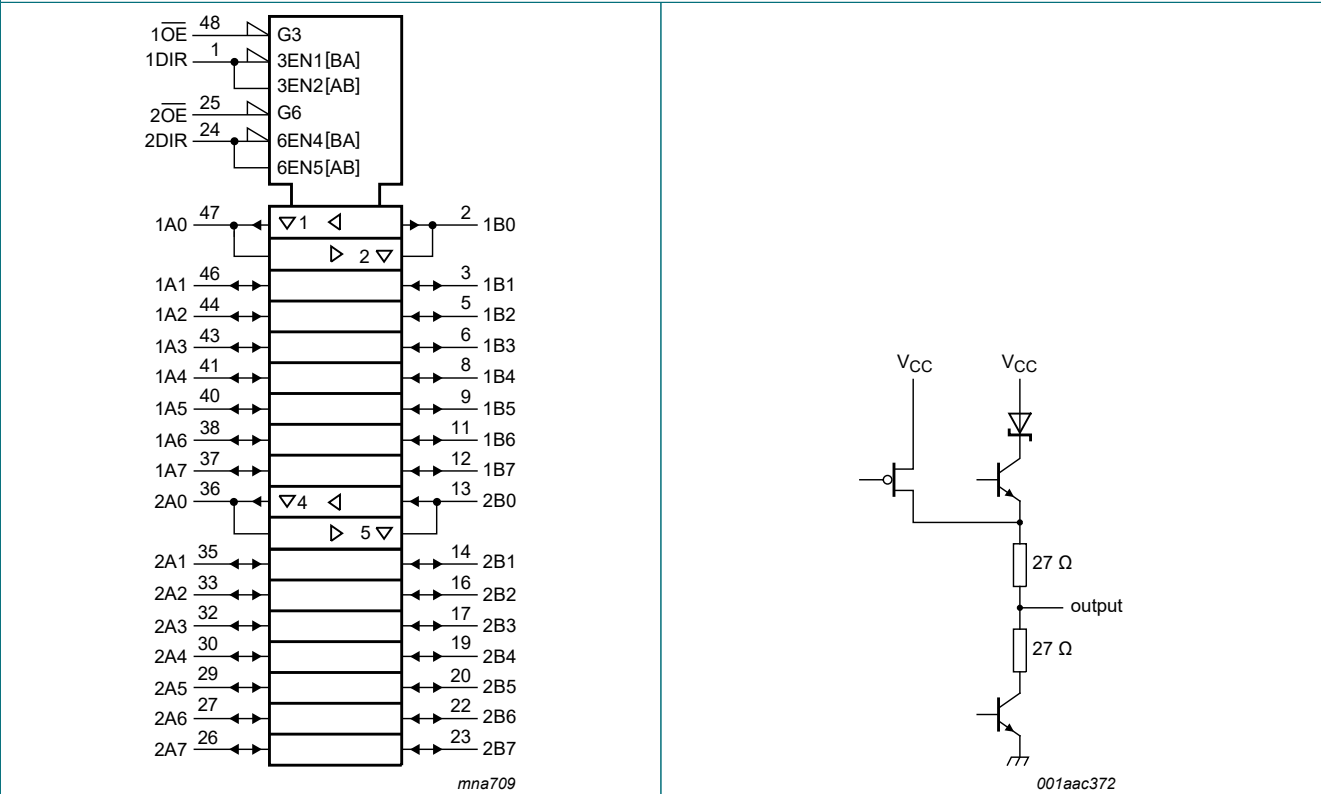 1OE 48 G3
1DIR 1 3EN1[BA]
3EN2[AB]
2OE 25 G6
2DIR 24 6EN4[BA]
6EN5[AB]
1A0 47 1 2 1B0
2
1A1 46 3 1B1
1A2 44 5 1B2
1A3 43 6 1B3
1A4 41 8 1B4
1A5 40 9 1B5
1A6 38 11 1B6
1A7 37 12 1B7
2A0 36 4 13 2B0
5
2A1 35 14 2B1
2A2 33 16 2B2
2A3 32 17 2B3
2A4 30 19 2B4
2A5 29 20 2B5
2A6 27 22 2B6
2A7 26 23 2B7
mna709
VCC VCC
27 Ω
output
27 Ω
001aac372